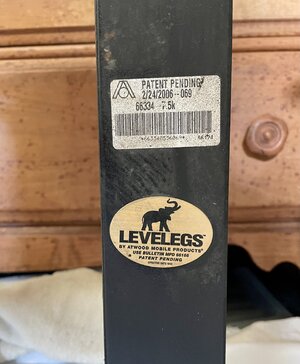 PATENT PENDING
2/24/2006--069
66334 7.5k
LEVELEGS
BY ATWOOD MOBILE PRODUCTS
USE BULLETIN MPD 66166
PATENT PENDING